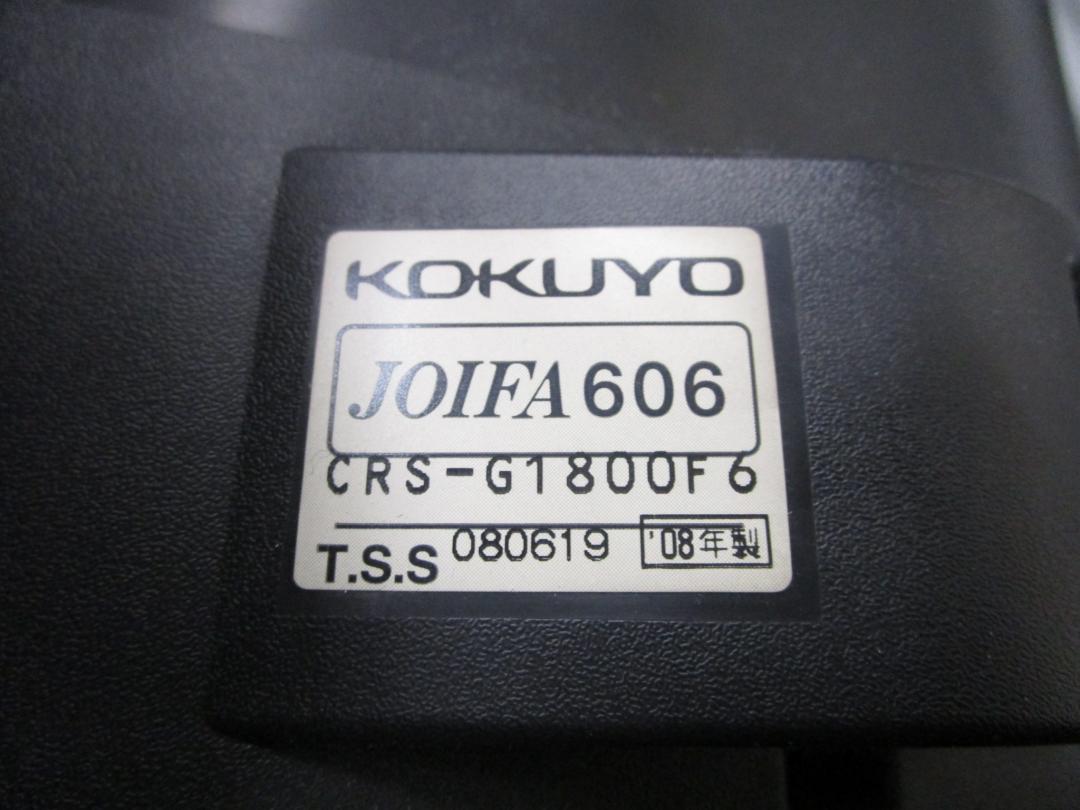 KOKUYO
JOIFA 606
CRS-G1800F6
T.S.S 080619 '08年製